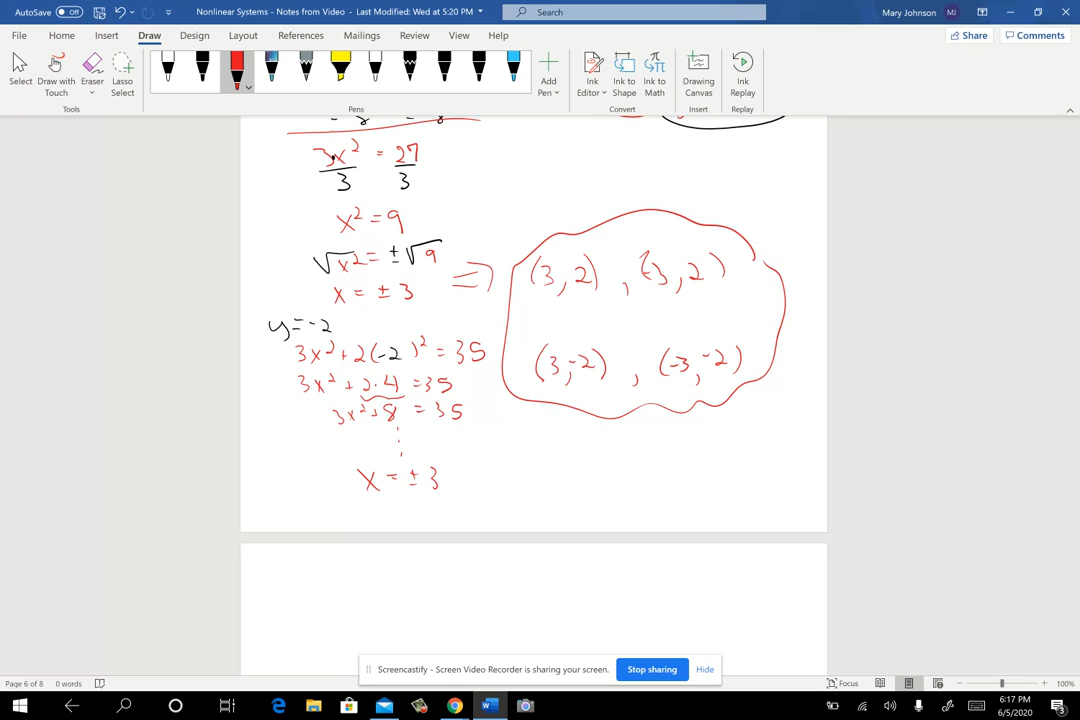 AutoSave Off Nonlinear Systems - Notes from Video - Last Modified: Wed at 5:20 PM Search Mary Johnson MJ
File Home Insert Draw Design Layout References Mailings Review View Help Share Comments
Select Draw with Touch Eraser Lasso Select Add Pen Ink Editor Ink to Shape Ink to Math Drawing Canvas Ink Replay
Tools Pens Convert Insert Replay
3x² = 27
3 3
x² = 9
√x² = ±√9
x = ± 3
⇒ (3, 2) , (-3, 2)
(3, -2) , (-3, -2)
y = -2
3x² + 2(-2)² = 35
3x² + 2·4 = 35
3x² + 8 = 35
x = ± 3
Screencastify - Screen Video Recorder is sharing your screen. Stop sharing Hide
Page 6 of 8 0 words Focus 100%
6:17 PM
6/5/2020
3